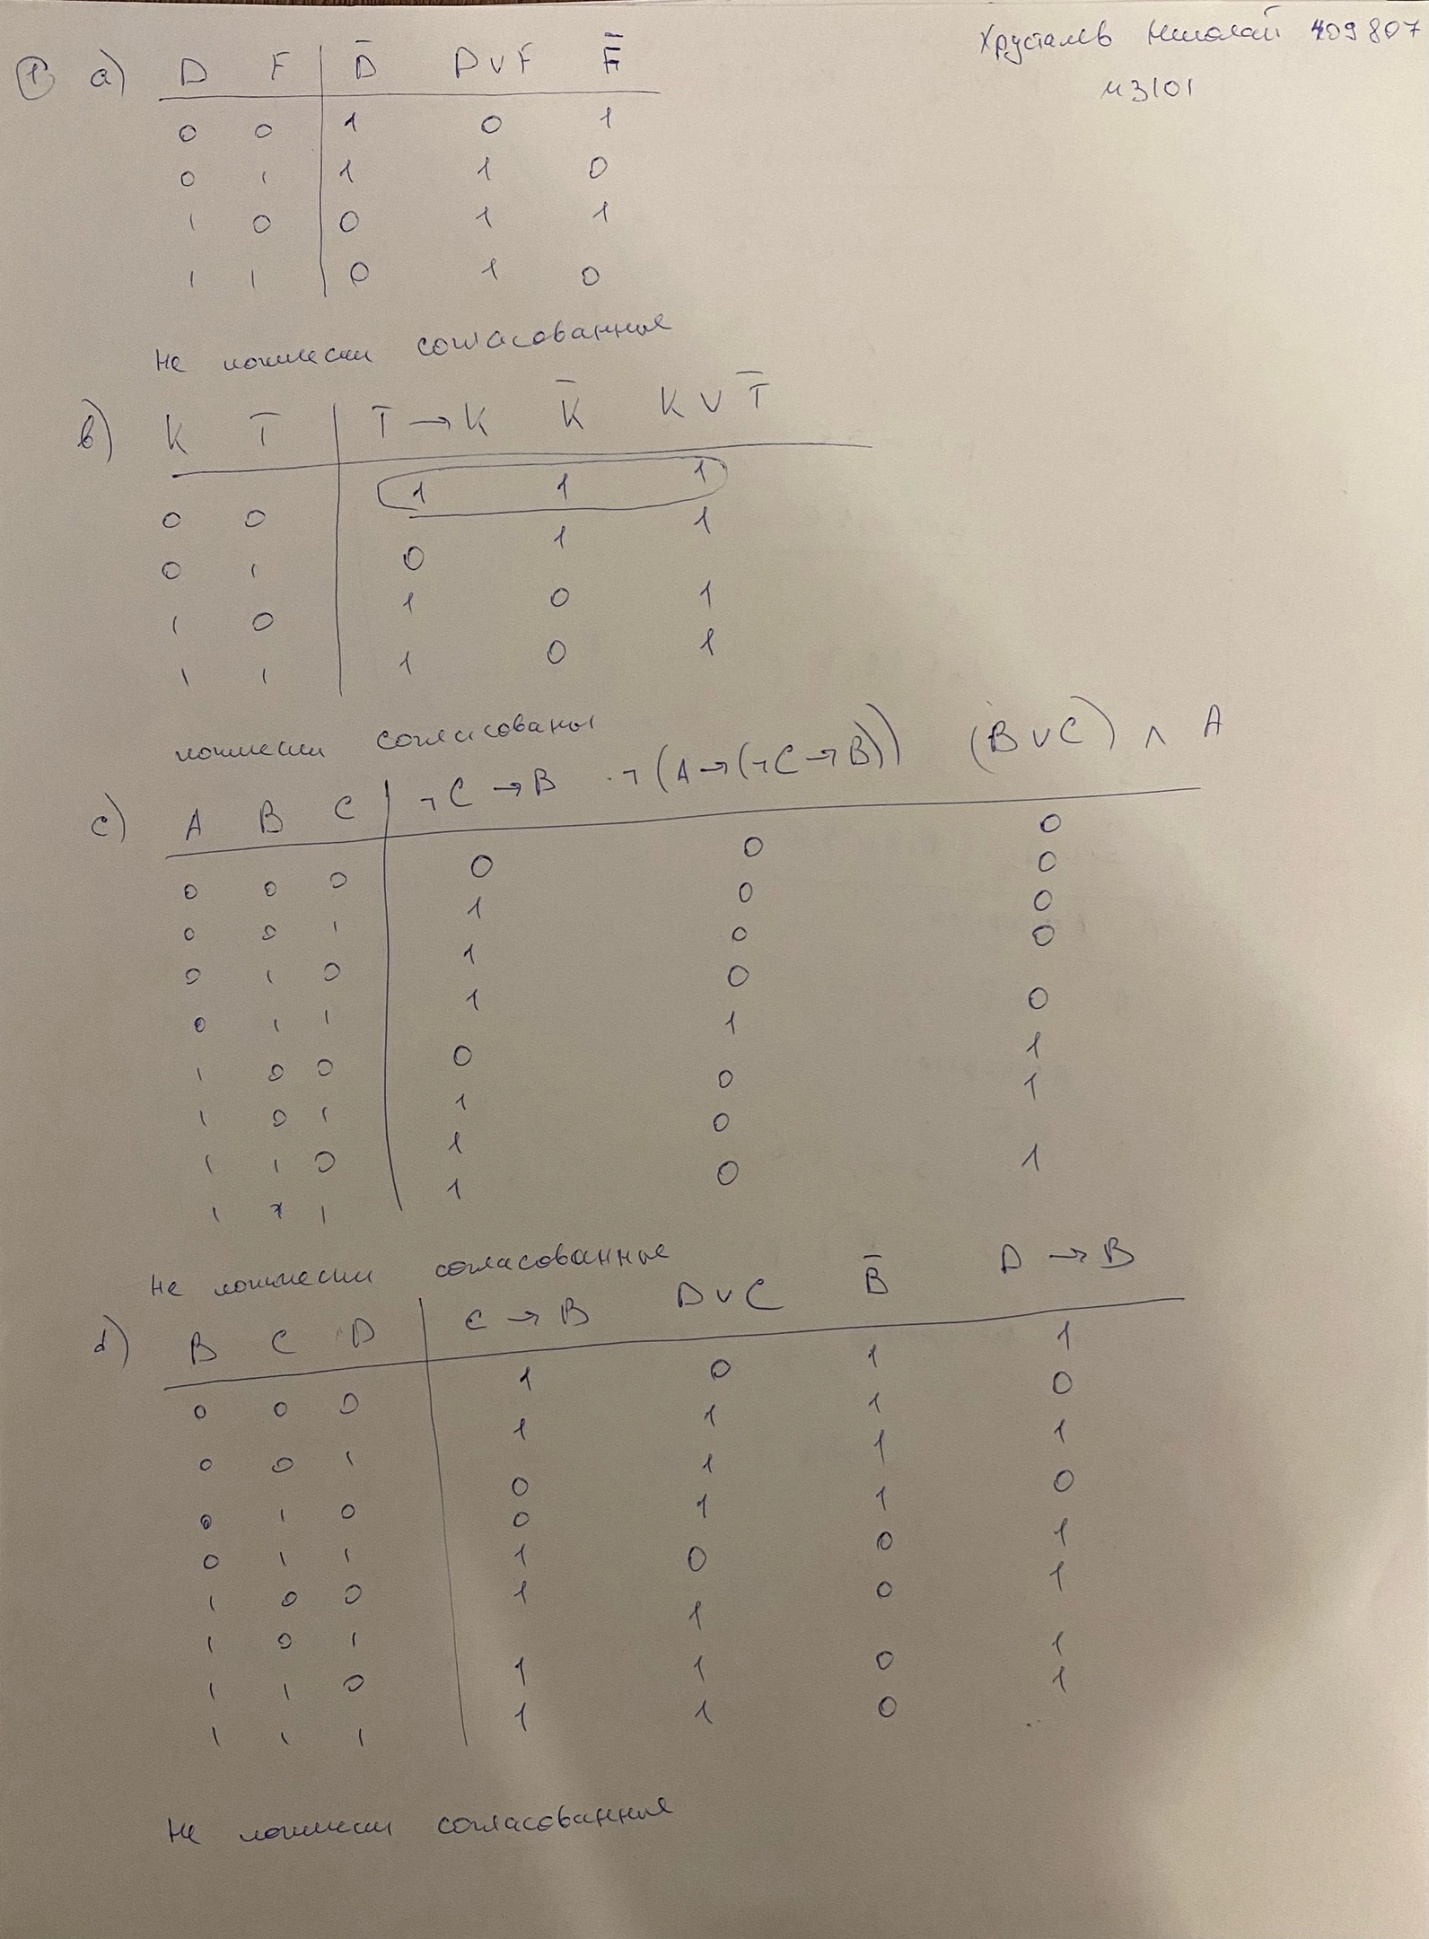 Хрусталев Николай 409807
м3101
① a) D F | D̄ D∨F F̄
0 0 | 1 0 1
0 1 | 1 1 0
1 0 | 0 1 1
1 1 | 0 1 0
Не логически согласованные
b) K T | T→K K̄ K∨T̄
0 0 | 1 1 1
0 1 | 0 1 1
1 0 | 1 0 1
1 1 | 1 0 1
логически согласованы
c) A B C | ¬C→B ¬(A→(¬C→B)) (B∨C)∧A
0 0 0 | 0 0 0
0 0 1 | 1 0 0
0 1 0 | 1 0 0
0 1 1 | 1 0 0
1 0 0 | 0 1 0
1 0 1 | 1 0 1
1 1 0 | 1 0 1
1 1 1 | 1 0 1
Не логически согласованные
d) B C D | C→B D∨C B̄ D→B
0 0 0 | 1 0 1 1
0 0 1 | 1 1 1 0
0 1 0 | 0 1 1 1
0 1 1 | 0 1 1 0
1 0 0 | 1 0 0 1
1 0 1 | 1 1 0 1
1 1 0 | 1 1 0 1
1 1 1 | 1 1 0 1
Не логически согласованные